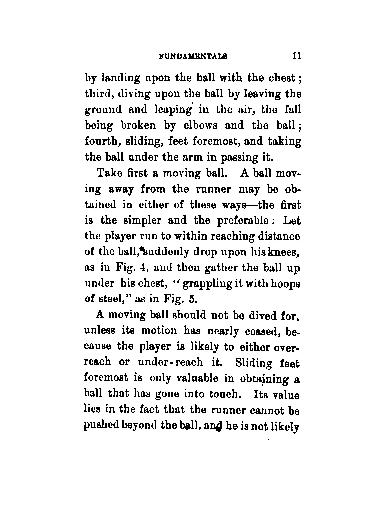 FUNDAMENTALS 11
by landing upon the ball with the chest;
third, diving upon the ball by leaving the
ground and leaping in the air, the fall
being broken by elbows and the ball;
fourth, sliding, feet foremost, and taking
the ball under the arm in passing it.
Take first a moving ball. A ball mov-
ing away from the runner may be ob-
tained in either of these ways—the first
is the simpler and the preferable: Let
the player run to within reaching distance
of the ball, suddenly drop upon his knees,
as in Fig. 4, and then gather the ball up
under his chest, "grappling it with hoops
of steel," as in Fig. 5.
A moving ball should not be dived for,
unless its motion has nearly ceased, be-
cause the player is likely to either over-
reach or under-reach it. Sliding feet
foremost is only valuable in obtaining a
ball that has gone into touch. Its value
lies in the fact that the runner cannot be
pushed beyond the ball, and he is not likely